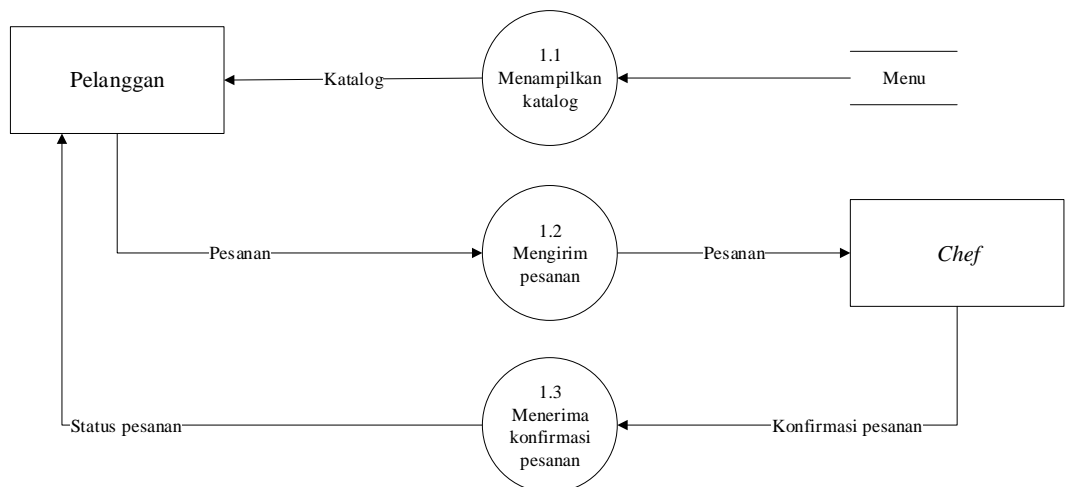 Pelanggan
Katalog
1.1
Menampilkan
katalog
Menu
Pesanan
1.2
Mengirim
pesanan
Pesanan
Chef
Status pesanan
1.3
Menerima
konfirmasi
pesanan
Konfirmasi pesanan